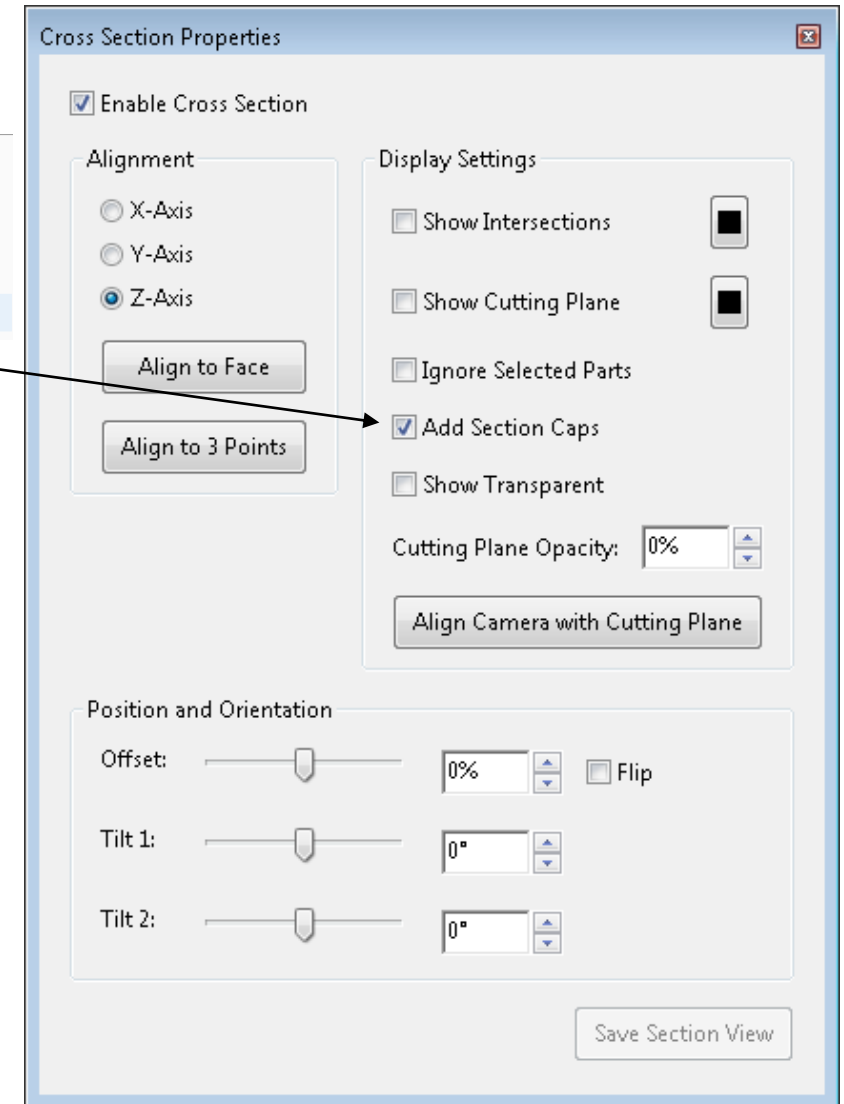 Cross Section Properties
Enable Cross Section
Alignment
X-Axis
Y-Axis
Z-Axis
Align to Face
Align to 3 Points
Display Settings
Show Intersections
Show Cutting Plane
Ignore Selected Parts
Add Section Caps
Show Transparent
Cutting Plane Opacity: 0%
Align Camera with Cutting Plane
Position and Orientation
Offset: 0% Flip
Tilt 1: 0°
Tilt 2: 0°
Save Section View